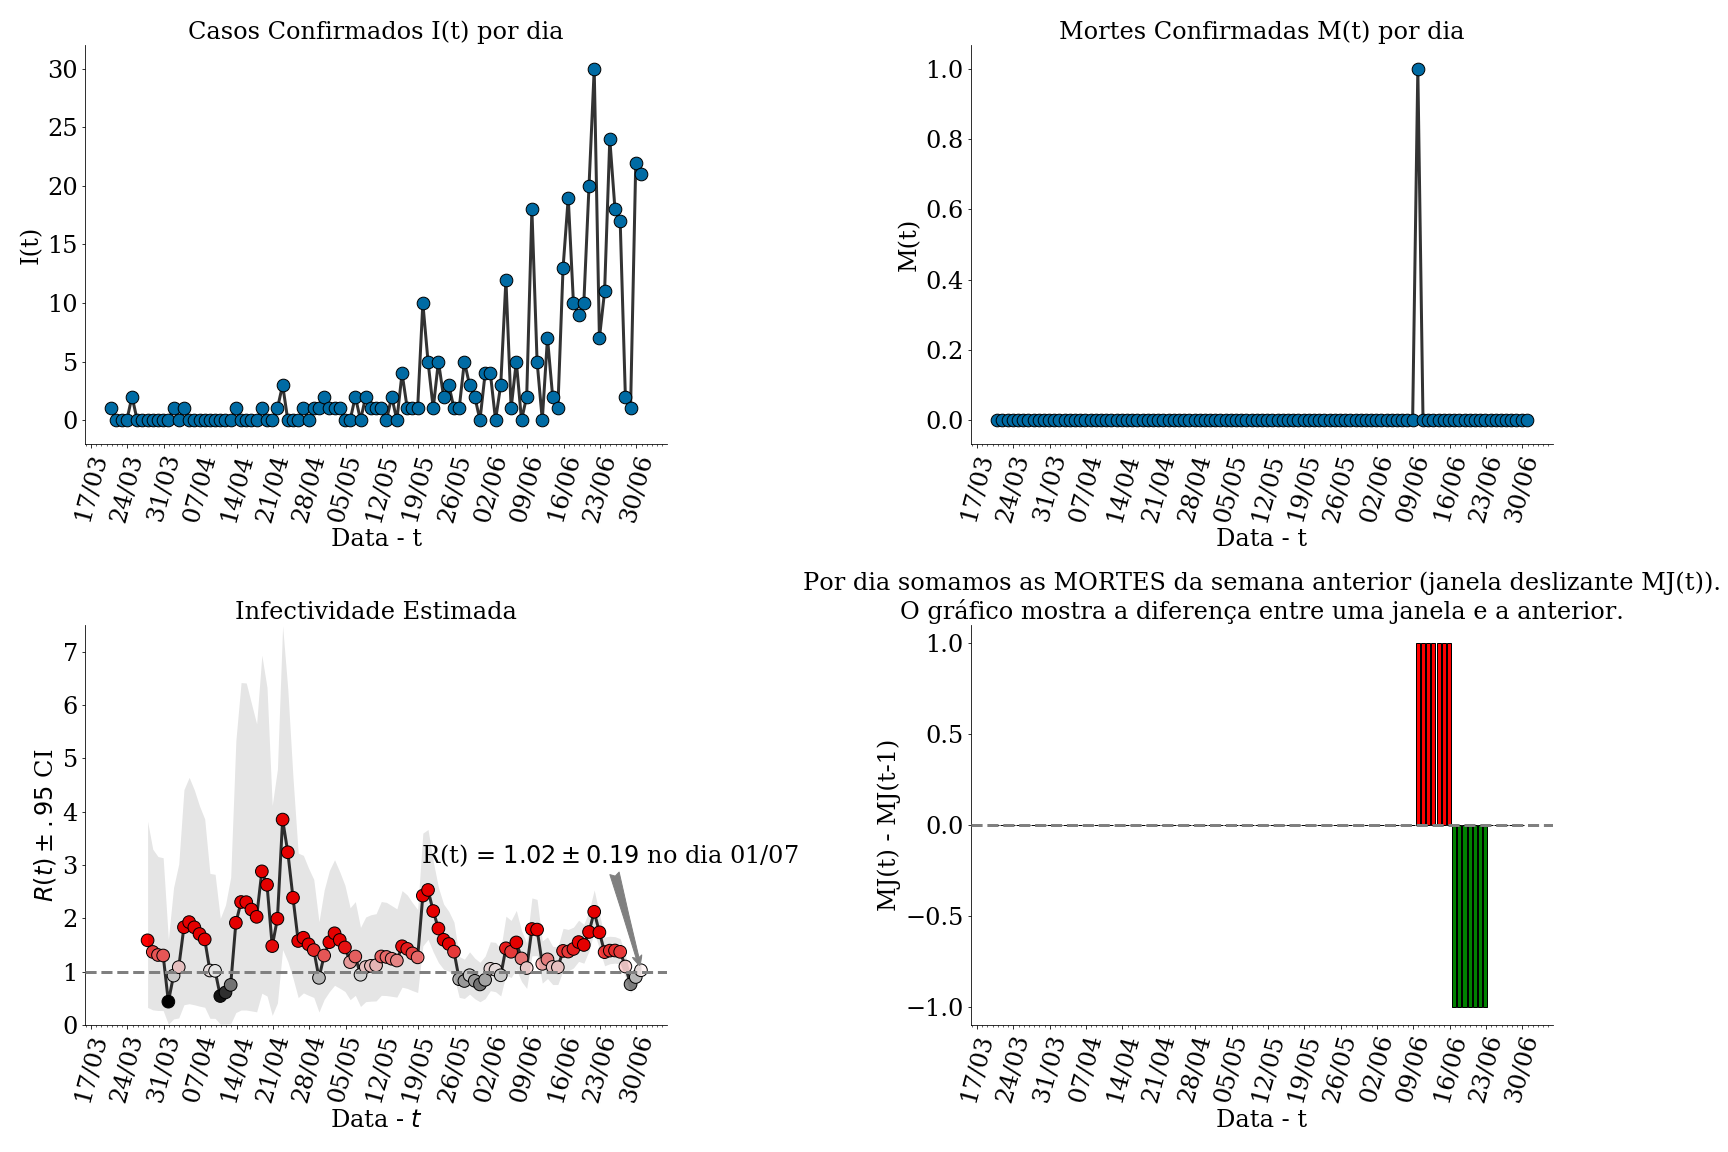 Casos Confirmados I(t) por dia
I(t)
30
25
20
15
10
5
0
17/03 24/03 31/03 07/04 14/04 21/04 28/04 05/05 12/05 19/05 26/05 02/06 09/06 16/06 23/06 30/06
Data - t
Mortes Confirmadas M(t) por dia
M(t)
1.0
0.8
0.6
0.4
0.2
0.0
17/03 24/03 31/03 07/04 14/04 21/04 28/04 05/05 12/05 19/05 26/05 02/06 09/06 16/06 23/06 30/06
Data - t
Infectividade Estimada
R(t) ± .95 CI
7
6
5
4
3
2
1
0
R(t) = 1.02 ± 0.19 no dia 01/07
17/03 24/03 31/03 07/04 14/04 21/04 28/04 05/05 12/05 19/05 26/05 02/06 09/06 16/06 23/06 30/06
Data - t
Por dia somamos as MORTES da semana anterior (janela deslizante MJ(t)).
O gráfico mostra a diferença entre uma janela e a anterior.
MJ(t) - MJ(t-1)
1.0
0.5
0.0
−0.5
−1.0
17/03 24/03 31/03 07/04 14/04 21/04 28/04 05/05 12/05 19/05 26/05 02/06 09/06 16/06 23/06 30/06
Data - t